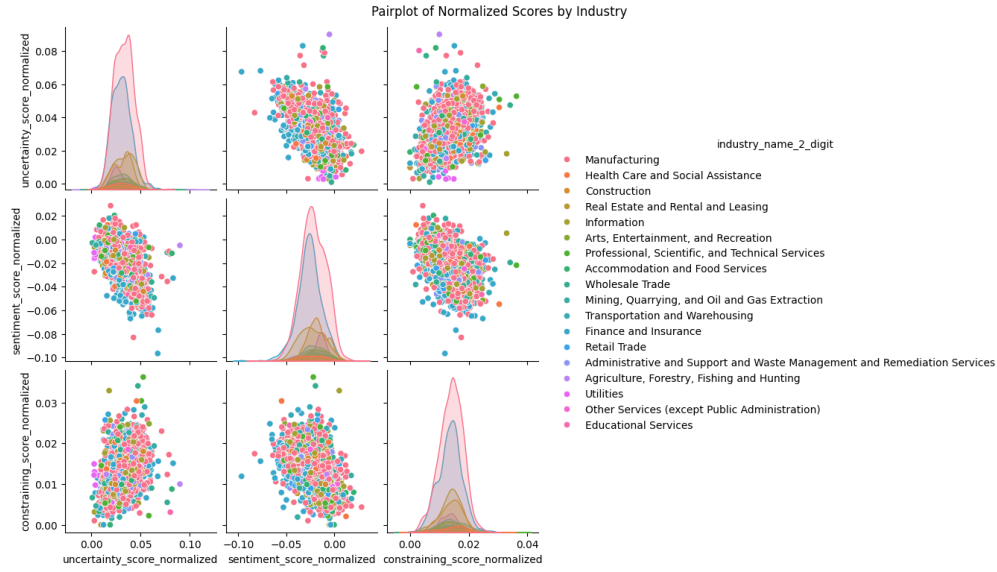 Pairplot of Normalized Scores by Industry
uncertainty_score_normalized
0.08
0.06
0.04
0.02
0.00
sentiment_score_normalized
0.02
0.00
−0.02
−0.04
−0.06
−0.08
−0.10
constraining_score_normalized
0.03
0.02
0.01
0.00
0.00 0.05 0.10
uncertainty_score_normalized
−0.10 −0.05 0.00
sentiment_score_normalized
0.00 0.02 0.04
constraining_score_normalized
industry_name_2_digit
Manufacturing
Health Care and Social Assistance
Construction
Real Estate and Rental and Leasing
Information
Arts, Entertainment, and Recreation
Professional, Scientific, and Technical Services
Accommodation and Food Services
Wholesale Trade
Mining, Quarrying, and Oil and Gas Extraction
Transportation and Warehousing
Finance and Insurance
Retail Trade
Administrative and Support and Waste Management and Remediation Services
Agriculture, Forestry, Fishing and Hunting
Utilities
Other Services (except Public Administration)
Educational Services